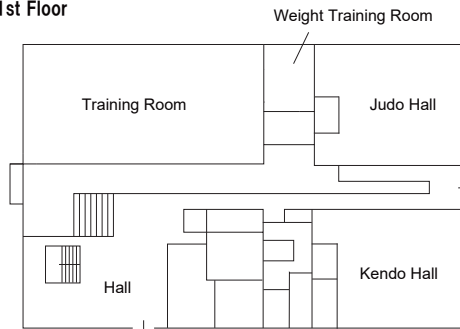 1st Floor
Weight Training Room
Training Room
Judo Hall
Kendo Hall
Hall